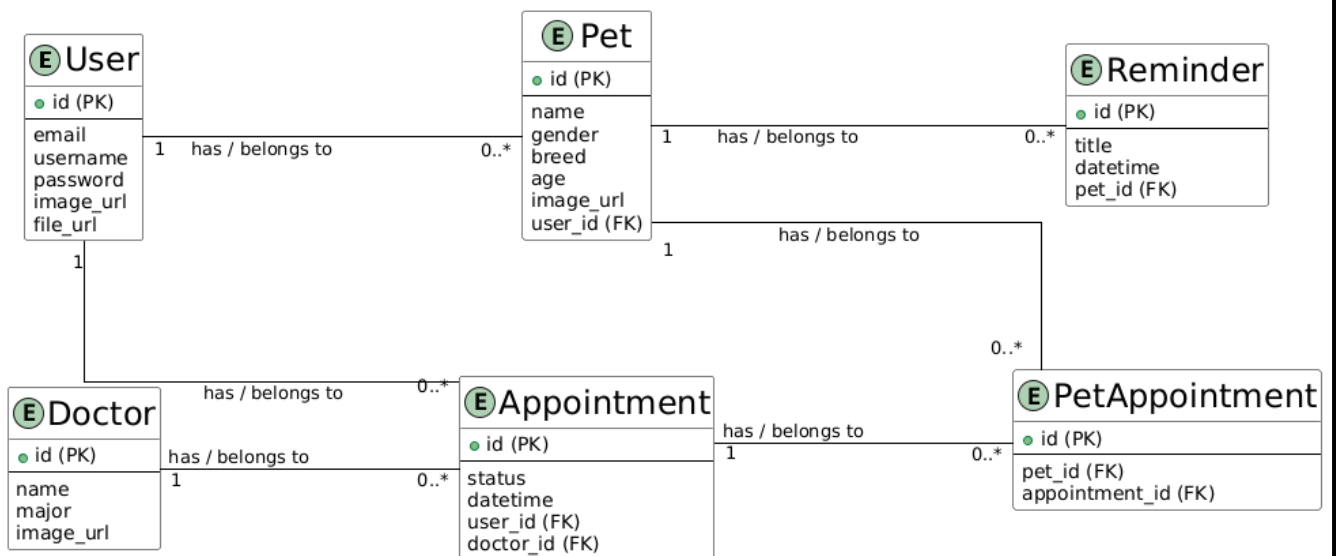 E User
id (PK)
email
username
password
image_url
file_url
E Pet
id (PK)
name
gender
breed
age
image_url
user_id (FK)
E Reminder
id (PK)
title
datetime
pet_id (FK)
1 has / belongs to 0..*
1 has / belongs to 0..*
has / belongs to
1
0..*
1
has / belongs to 0..*
E Doctor
id (PK)
name
major
image_url
has / belongs to
1 0..*
E Appointment
id (PK)
status
datetime
user_id (FK)
doctor_id (FK)
has / belongs to
1 0..*
E PetAppointment
id (PK)
pet_id (FK)
appointment_id (FK)